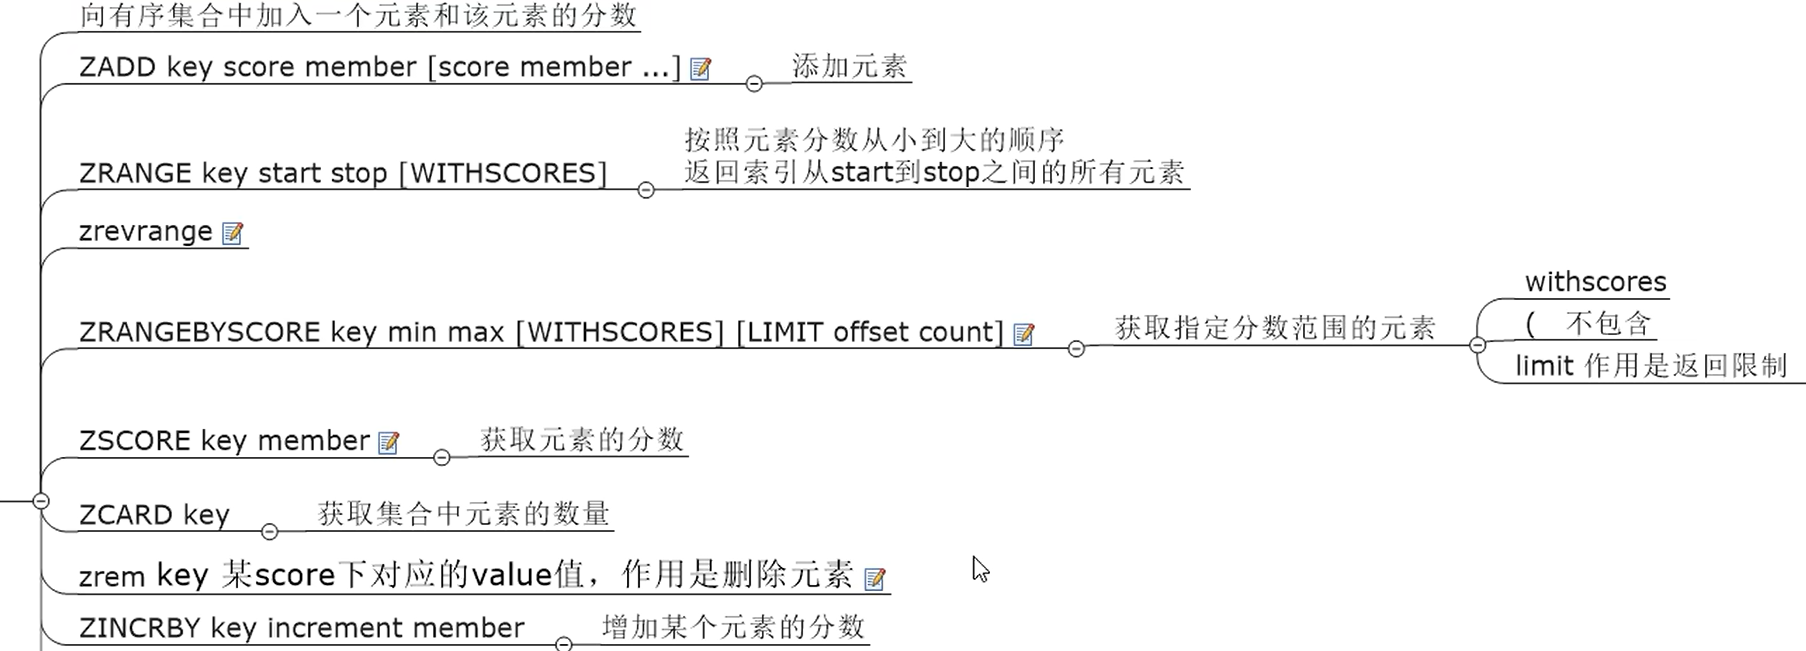 向有序集合中加入一个元素和该元素的分数
ZADD key score member [score member ...]
添加元素
按照元素分数从小到大的顺序
返回索引从start到stop之间的所有元素
ZRANGE key start stop [WITHSCORES]
zrevrange
ZRANGEBYSCORE key min max [WITHSCORES] [LIMIT offset count]
获取指定分数范围的元素
withscores
( 不包含
limit 作用是返回限制
ZSCORE key member
获取元素的分数
ZCARD key
获取集合中元素的数量
zrem key 某score下对应的value值，作用是删除元素
ZINCRBY key increment member
增加某个元素的分数